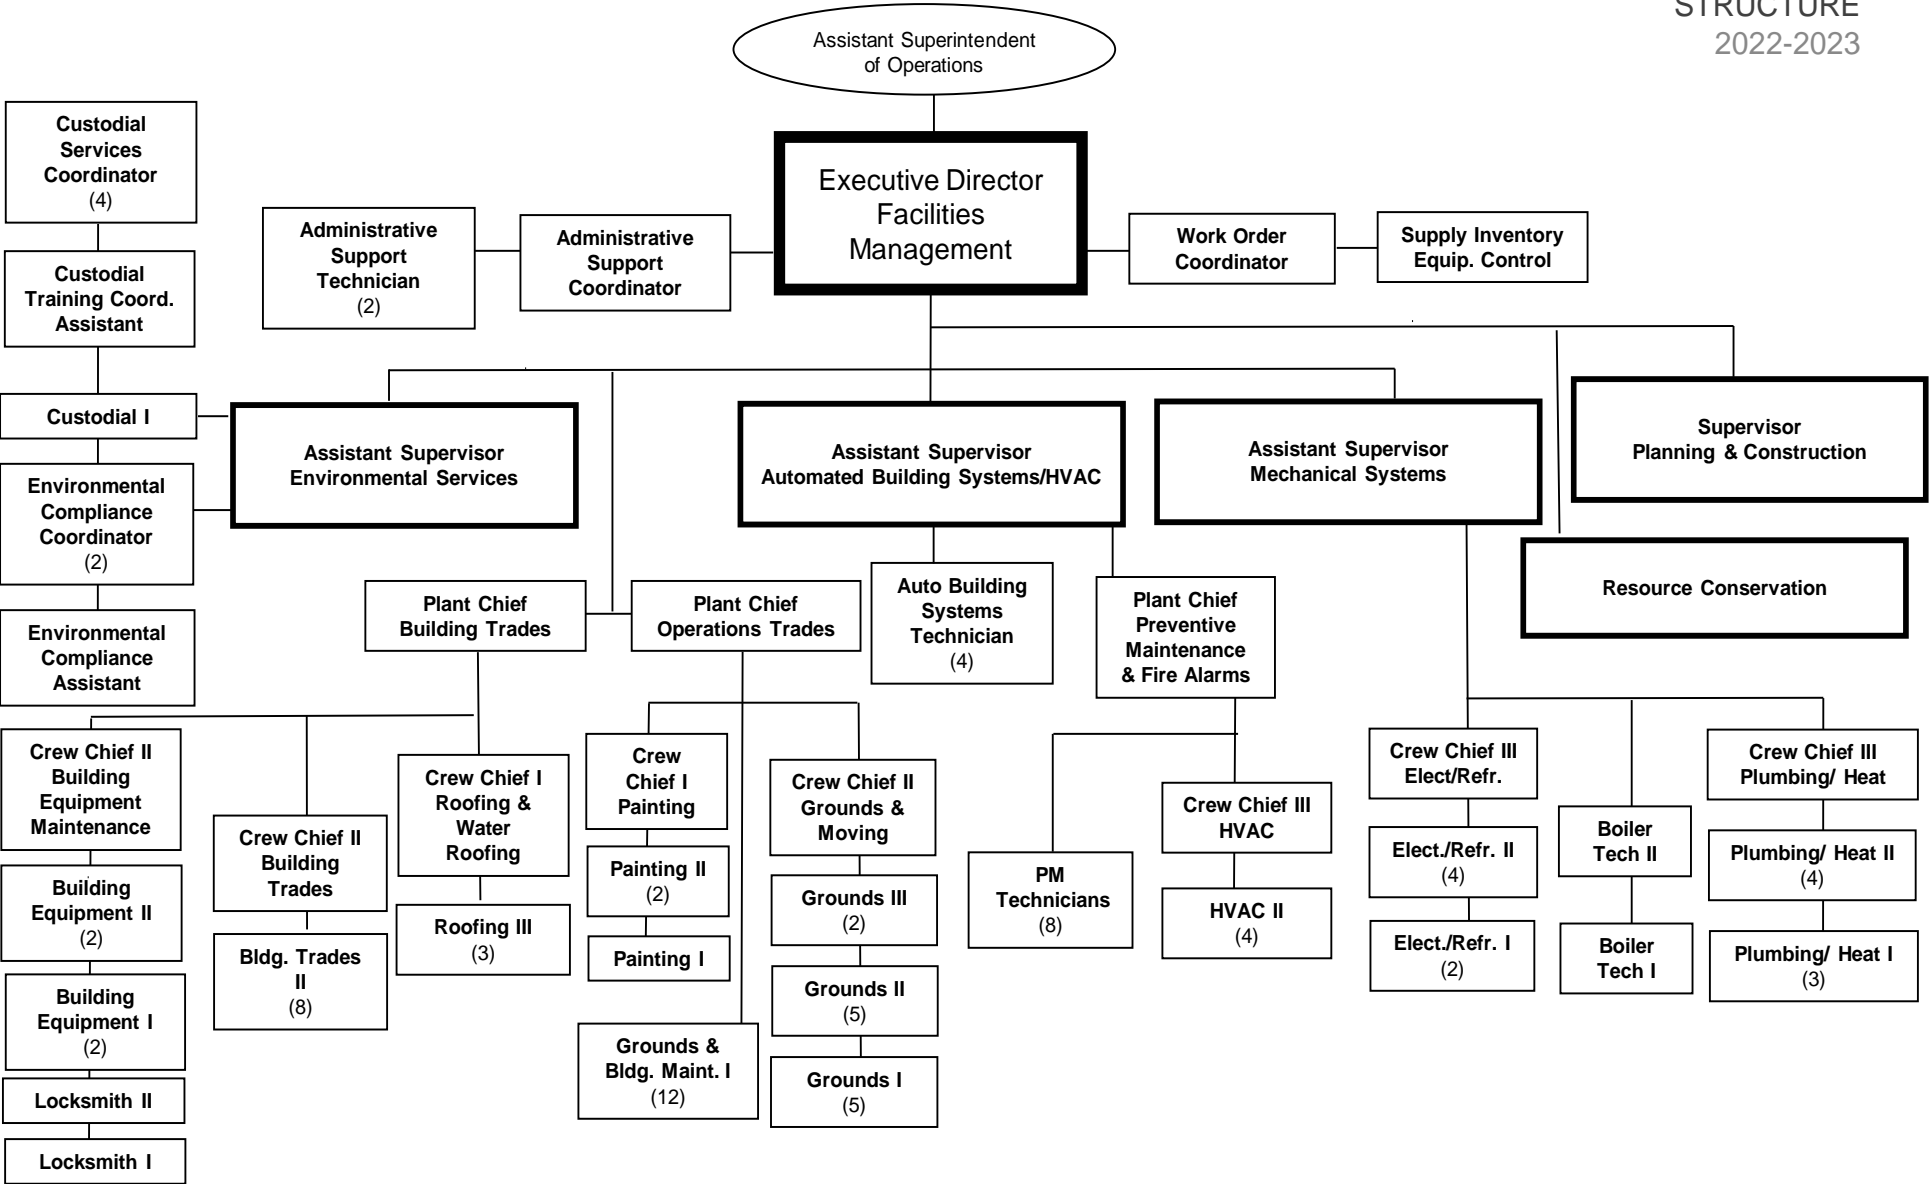 STRUCTURE
2022-2023
Assistant Superintendent
of Operations
Executive Director
Facilities
Management
Administrative
Support
Technician
(2)
Administrative
Support
Coordinator
Work Order
Coordinator
Supply Inventory
Equip. Control
Custodial
Services
Coordinator
(4)
Custodial
Training Coord.
Assistant
Custodial I
Environmental
Compliance
Coordinator
(2)
Environmental
Compliance
Assistant
Assistant Supervisor
Environmental Services
Assistant Supervisor
Automated Building Systems/HVAC
Assistant Supervisor
Mechanical Systems
Supervisor
Planning & Construction
Resource Conservation
Plant Chief
Building Trades
Plant Chief
Operations Trades
Auto Building
Systems
Technician
(4)
Plant Chief
Preventive
Maintenance
& Fire Alarms
Crew Chief II
Building
Equipment
Maintenance
Building
Equipment II
(2)
Building
Equipment I
(2)
Locksmith II
Locksmith I
Crew Chief II
Building
Trades
Bldg. Trades
II
(8)
Crew Chief I
Roofing &
Water
Roofing
Roofing III
(3)
Crew
Chief I
Painting
Painting II
(2)
Painting I
Grounds &
Bldg. Maint. I
(12)
Crew Chief II
Grounds &
Moving
Grounds III
(2)
Grounds II
(5)
Grounds I
(5)
PM
Technicians
(8)
Crew Chief III
HVAC
HVAC II
(4)
Crew Chief III
Elect/Refr.
Elect./Refr. II
(4)
Elect./Refr. I
(2)
Boiler
Tech II
Boiler
Tech I
Crew Chief III
Plumbing/ Heat
Plumbing/ Heat II
(4)
Plumbing/ Heat I
(3)